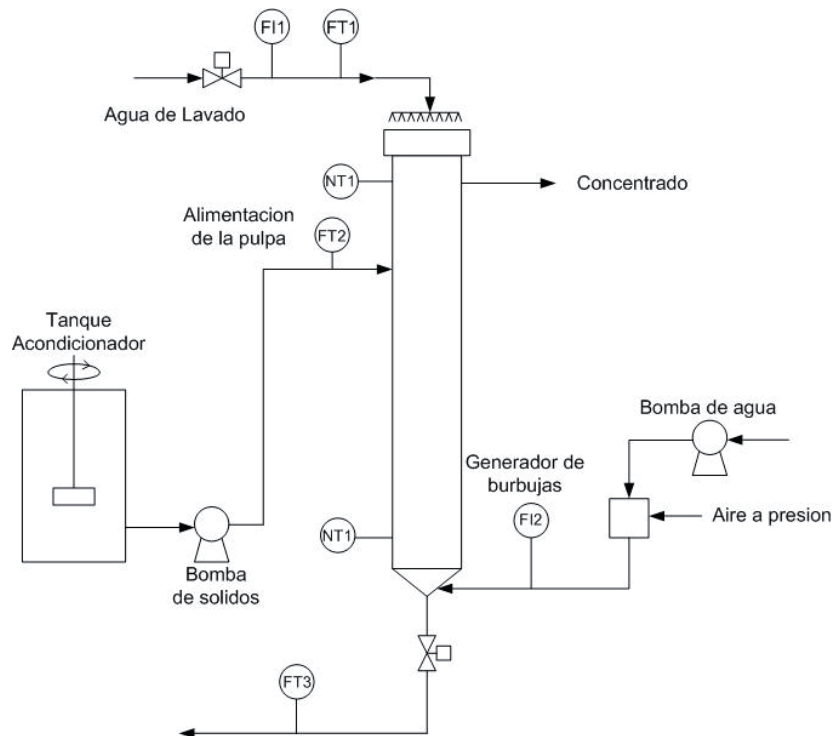 FI1
FT1
Agua de Lavado
NT1
Concentrado
Alimentacion
de la pulpa
FT2
Tanque
Acondicionador
Bomba de agua
Generador de
burbujas
FI2
Aire a presion
NT1
Bomba
de solidos
FT3